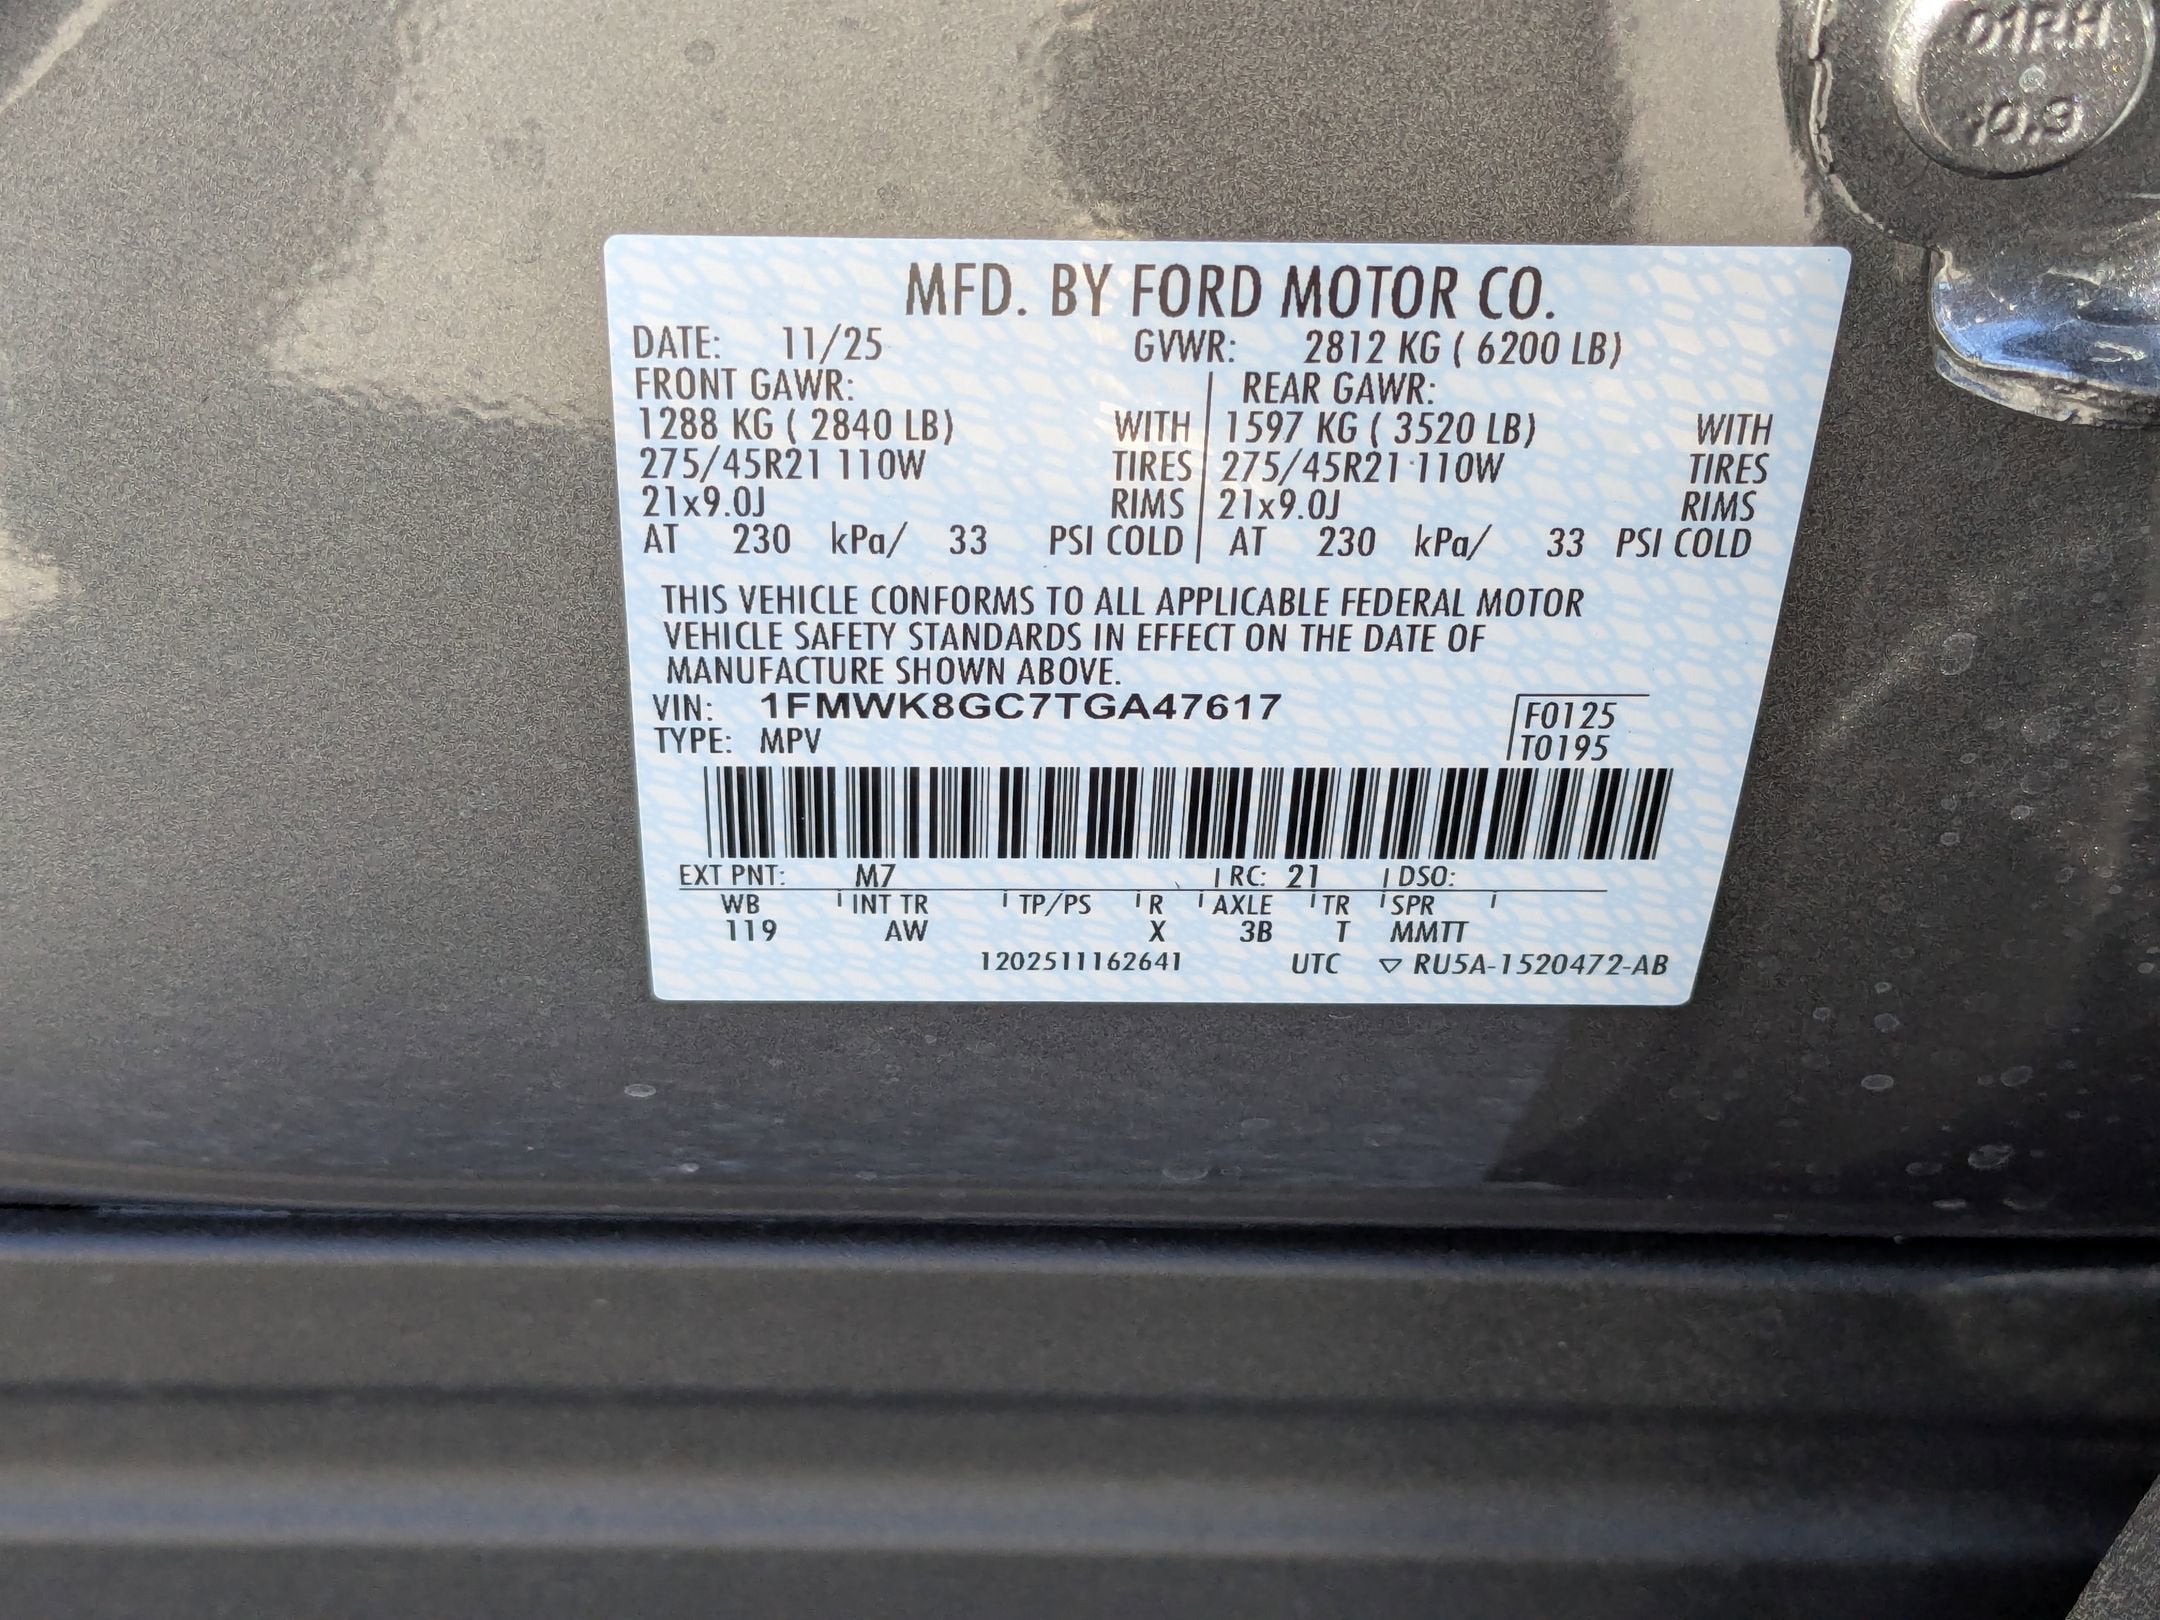 01RH
10.9
MFD. BY FORD MOTOR CO.
DATE: 11/25 GVWR: 2812 KG ( 6200 LB)
FRONT GAWR: REAR GAWR:
1288 KG ( 2840 LB) WITH 1597 KG ( 3520 LB) WITH
275/45R21 110W TIRES 275/45R21 110W TIRES
21x9.0J RIMS 21x9.0J RIMS
AT 230 kPa/ 33 PSI COLD AT 230 kPa/ 33 PSI COLD
THIS VEHICLE CONFORMS TO ALL APPLICABLE FEDERAL MOTOR
VEHICLE SAFETY STANDARDS IN EFFECT ON THE DATE OF
MANUFACTURE SHOWN ABOVE.
VIN: 1FMWK8GC7TGA47617 F0125
TYPE: MPV T0195
EXT PNT: M7 RC: 21 DSO:
WB INT TR TP/PS R AXLE TR SPR
119 AW X 3B T MMTT
1202511162641 UTC ▽ RU5A-1520472-AB